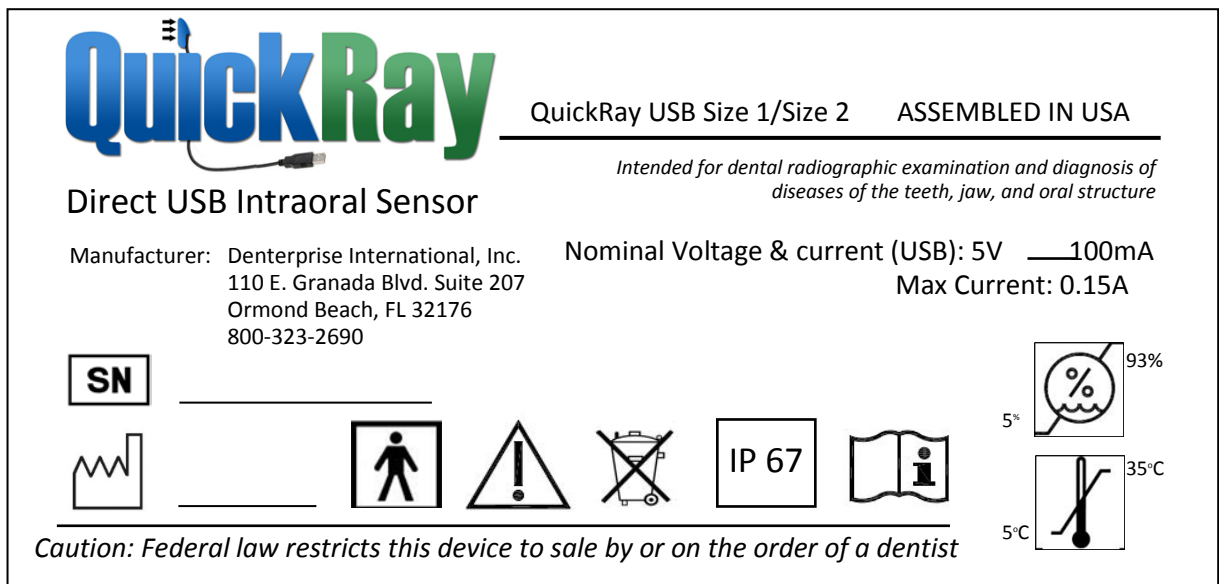 QuickRay
QuickRay USB Size 1/Size 2 ASSEMBLED IN USA
Intended for dental radiographic examination and diagnosis of
diseases of the teeth, jaw, and oral structure
Direct USB Intraoral Sensor
Manufacturer: Denterprise International, Inc.
110 E. Granada Blvd. Suite 207
Ormond Beach, FL 32176
800-323-2690
Nominal Voltage & current (USB): 5V 100mA
Max Current: 0.15A
SN
%
93%
5%
IP 67
i
35°C
5°C
Caution: Federal law restricts this device to sale by or on the order of a dentist